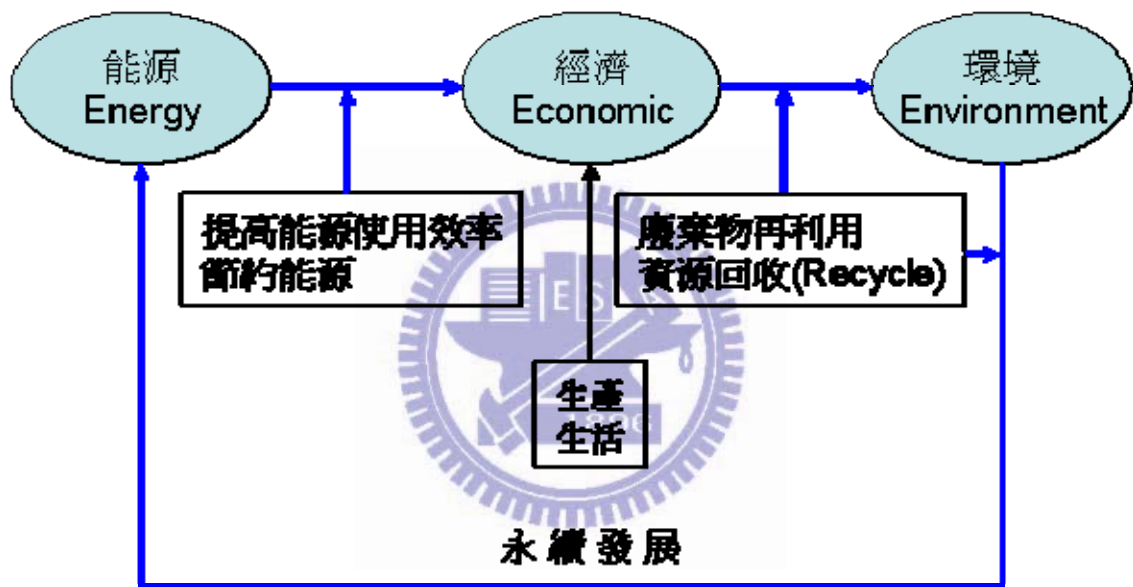 能源
Energy
經濟
Economic
環境
Environment
提高能源使用效率
節約能源
廢棄物再利用
資源回收(Recycle)
E S
生產
1896
生活
永續發展